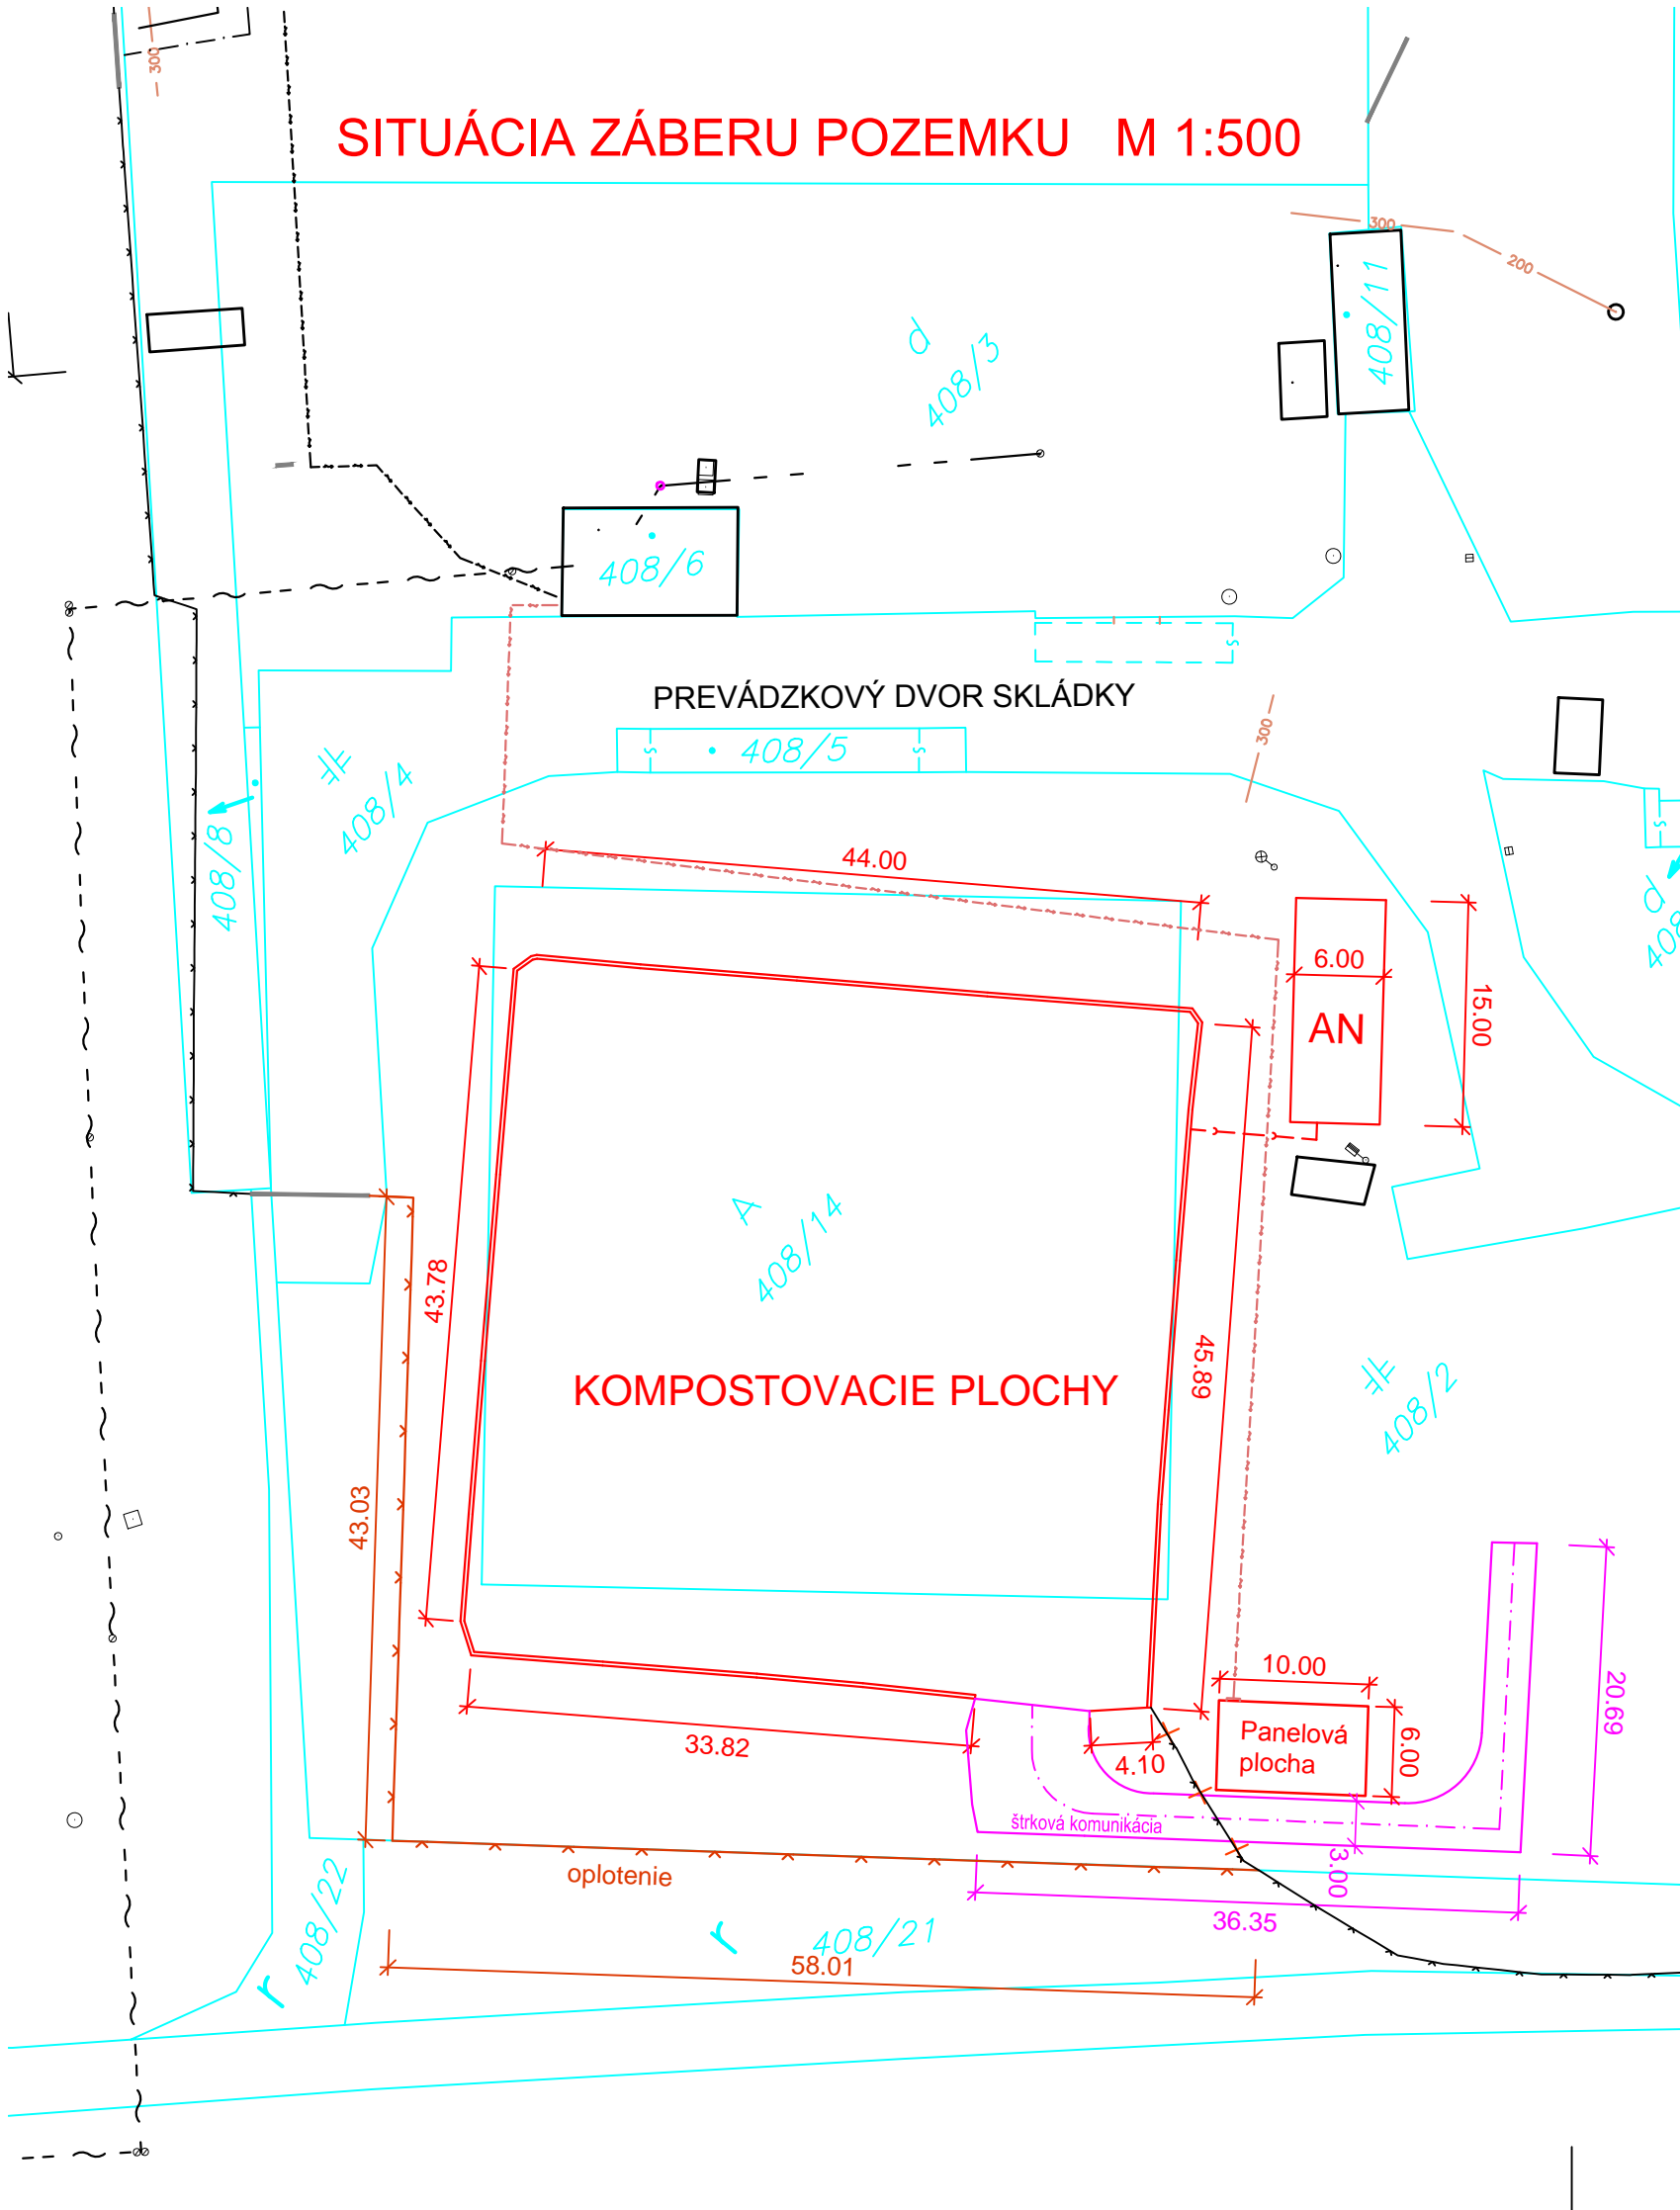 300
SITUÁCIA ZÁBERU POZEMKU M 1:500
300
200
408/11
d
408/3
408/6
PREVÁDZKOVÝ DVOR SKLÁDKY
300
408/5
408/4
408/8
44.00
d
6.00
15.00
AN
A
408/14
43.78
45.89
KOMPOSTOVACIE PLOCHY
408/2
43.03
10.00
20.69
Panelová
plocha
6.00
33.82
4.10
štrková komunikácia
3.00
oplotenie
36.35
r
408/21
408/22
r
58.01